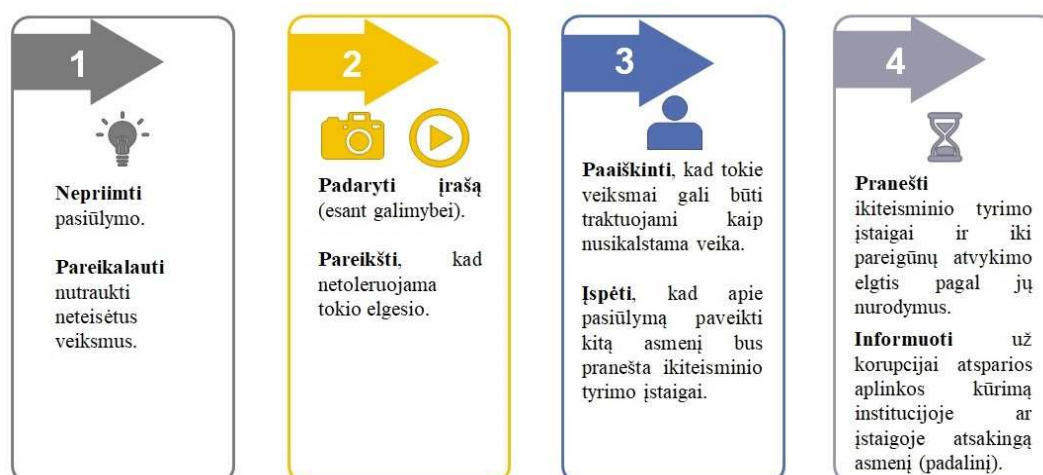 1
Nepriimti
pasiūlymo.
Pareikalauti
nutraukti
neteisėtus
veiksmus.
2
Padaryti įrašą
(esant galimybei).
Pareikšti, kad
netoleruojama
tokio elgesio.
3
Paaiškinti, kad tokie
veiksmai gali būti
traktuojami kaip
nusikalstama veika.
Įspėti, kad apie
pasiūlymą paveikti
kitą asmenį bus
pranešta ikiteisminio
tyrimo įstaigai.
4
Pranešti
ikiteisminio tyrimo
įstaigai ir iki
pareigūnų atvykimo
elgtis pagal jų
nurodymus.
Informuoti už
korupcijai atsparios
aplinkos kūrimą
institucijoje ar
įstaigoje atsakingą
asmenį (padalinį).